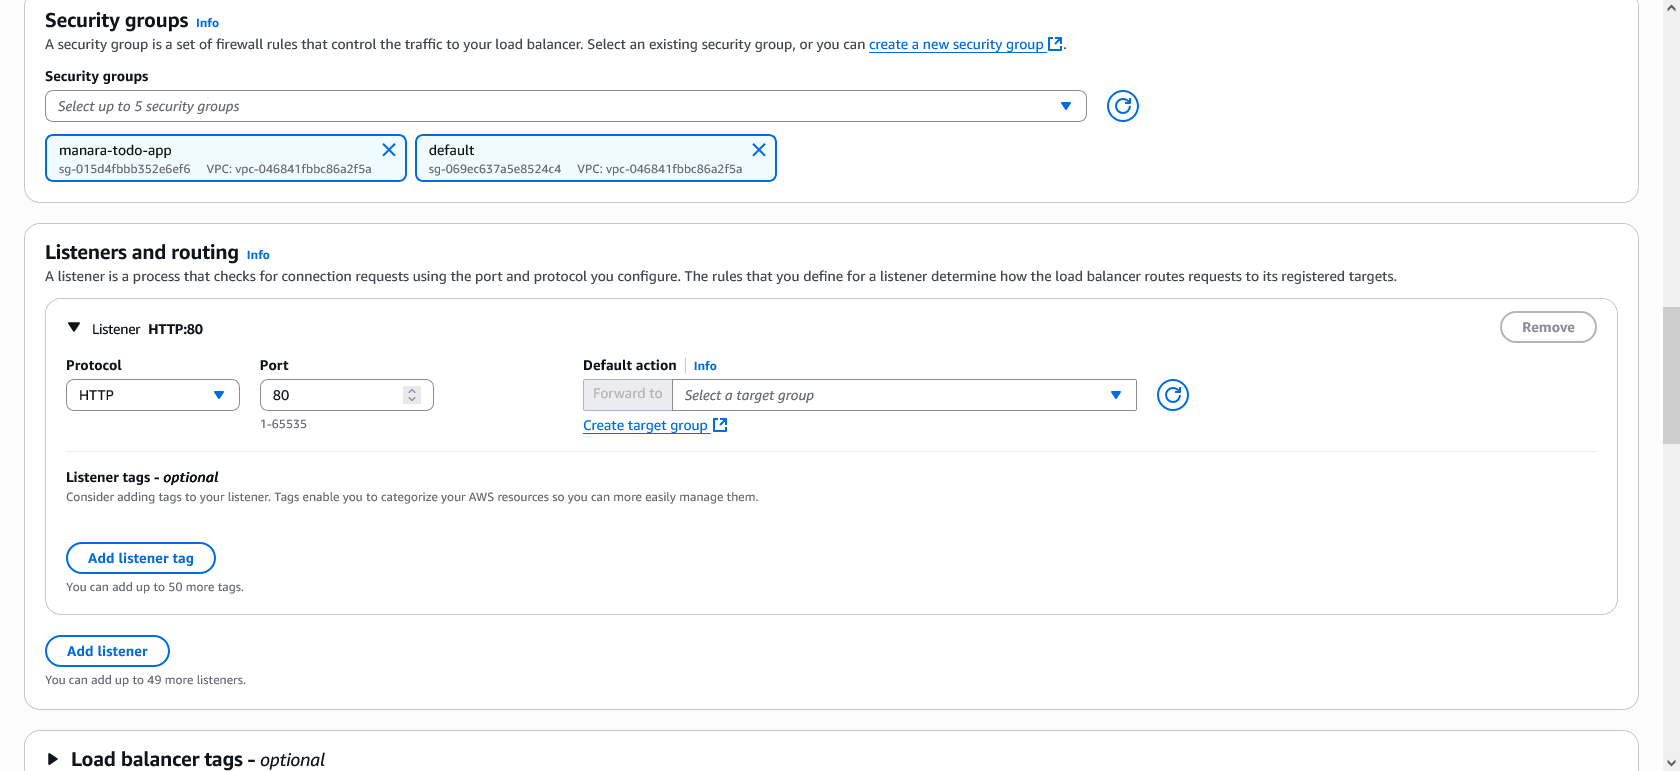 Security groups Info
A security group is a set of firewall rules that control the traffic to your load balancer. Select an existing security group, or you can create a new security group.
Security groups
Select up to 5 security groups
manara-todo-app
sg-015d4fbbb352e6ef6 VPC: vpc-046841fbbc86a2f5a
default
sg-069ec637a5e8524c4 VPC: vpc-046841fbbc86a2f5a
Listeners and routing Info
A listener is a process that checks for connection requests using the port and protocol you configure. The rules that you define for a listener determine how the load balancer routes requests to its registered targets.
Listener HTTP:80
Remove
Protocol
HTTP
Port
80
1-65535
Default action Info
Forward to Select a target group
Create target group
Listener tags - optional
Consider adding tags to your listener. Tags enable you to categorize your AWS resources so you can more easily manage them.
Add listener tag
You can add up to 50 more tags.
Add listener
You can add up to 49 more listeners.
Load balancer tags - optional